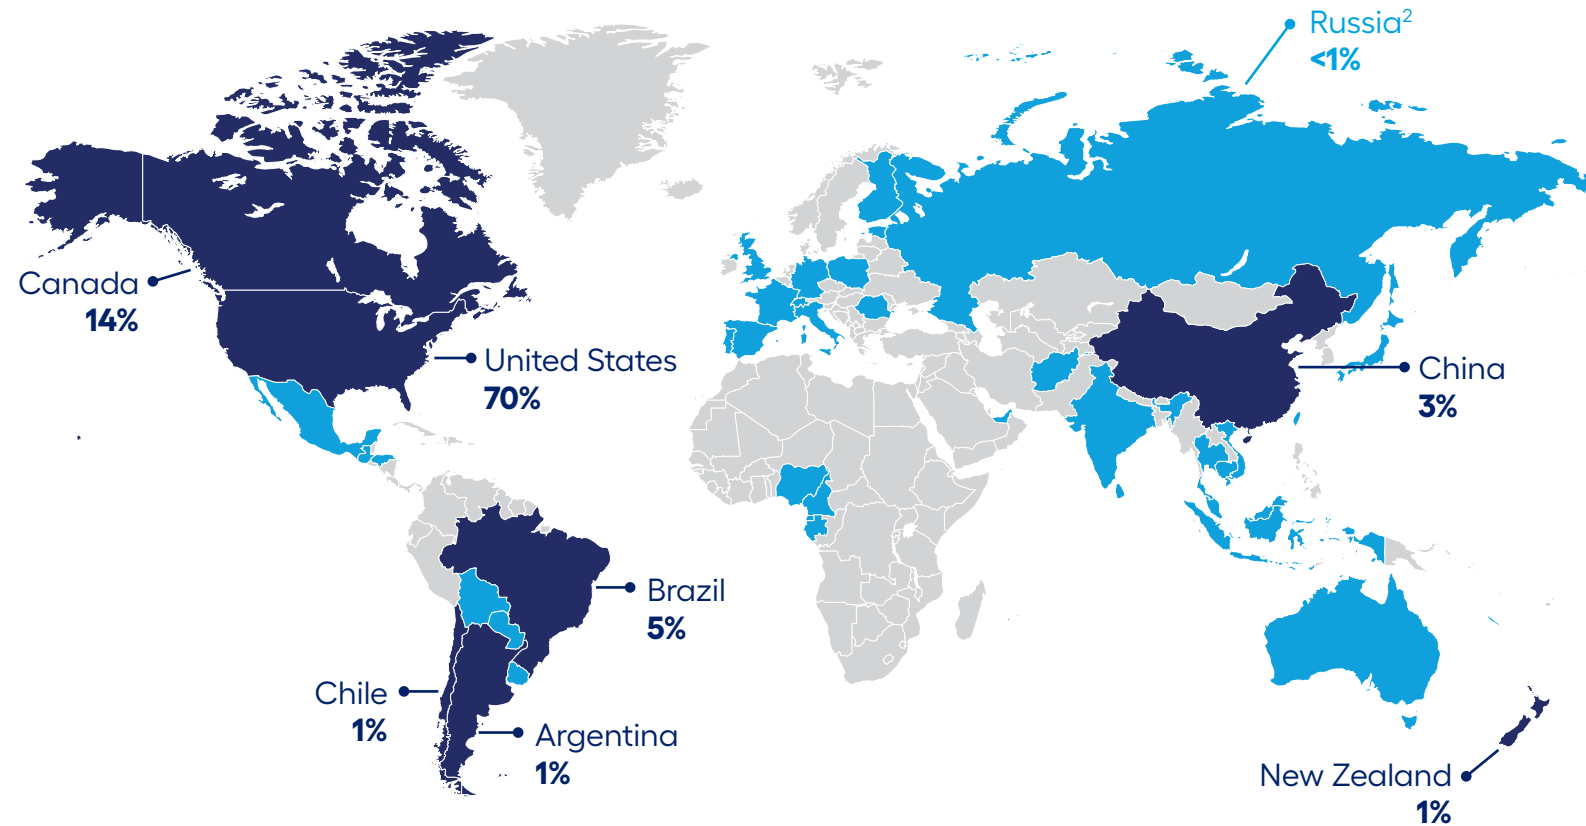 Russia²
<1%
Canada
14%
United States
70%
China
3%
Brazil
5%
Chile
1%
Argentina
1%
New Zealand
1%